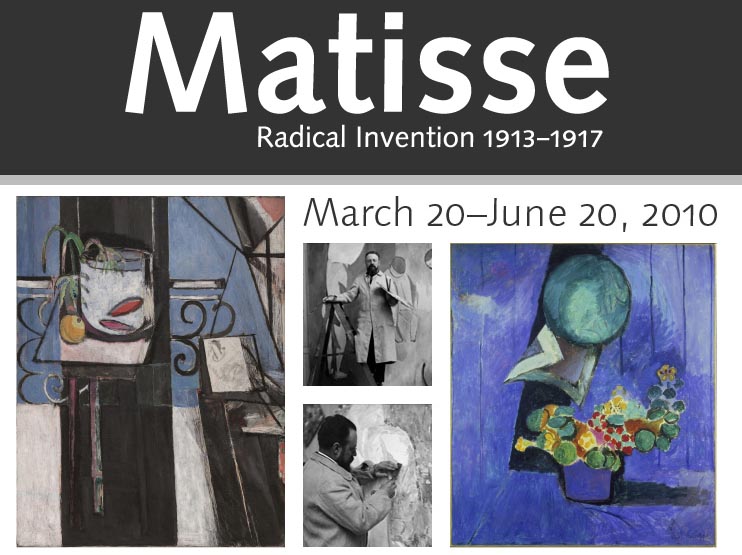 Matisse
Radical Invention 1913–1917
March 20–June 20, 2010